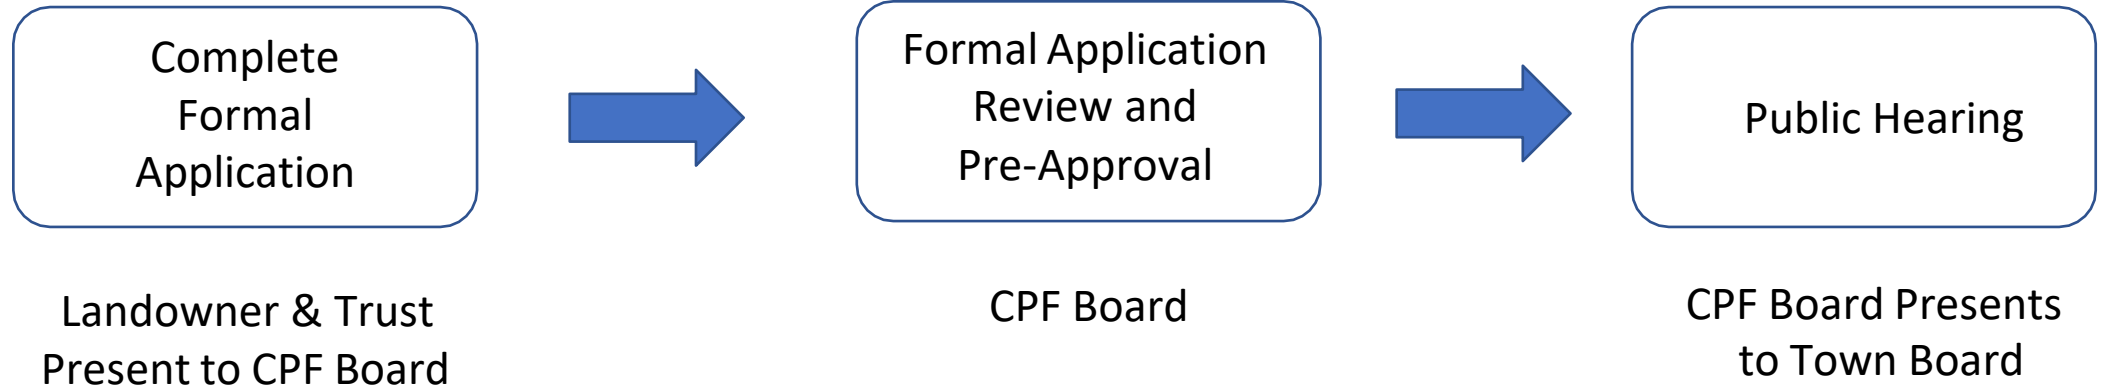 Complete
Formal
Application
Formal Application
Review and
Pre-Approval
Public Hearing
Landowner & Trust
Present to CPF Board
CPF Board
CPF Board Presents
to Town Board